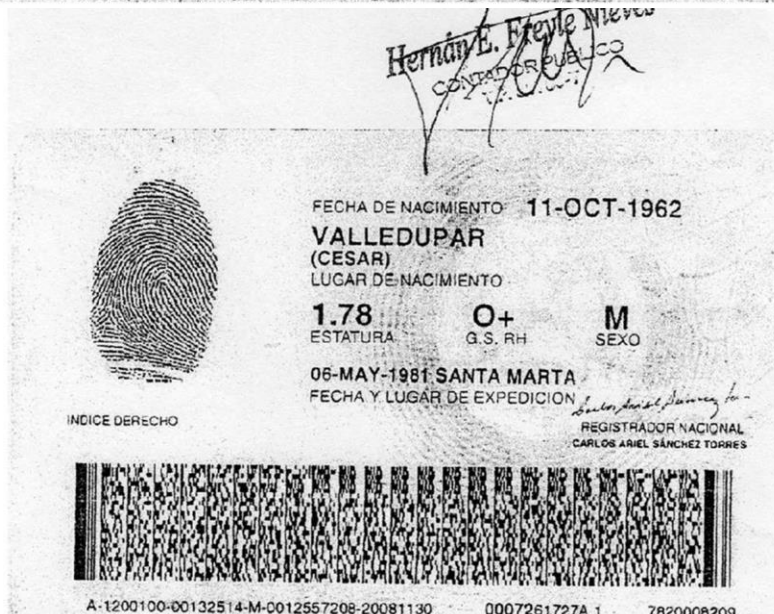 Hernán E. Freyle Nieves
CONTADOR PUBLICO
FECHA DE NACIMIENTO 11-OCT-1962
VALLEDUPAR
(CESAR)
LUGAR DE NACIMIENTO
1.78 O+ M
ESTATURA G.S. RH SEXO
06-MAY-1981 SANTA MARTA
FECHA Y LUGAR DE EXPEDICION
INDICE DERECHO
REGISTRADOR NACIONAL
CARLOS ARIEL SÁNCHEZ TORRES
A-1200100-00132514-M-0012557208-20081130 0007261727A 1 7820008209